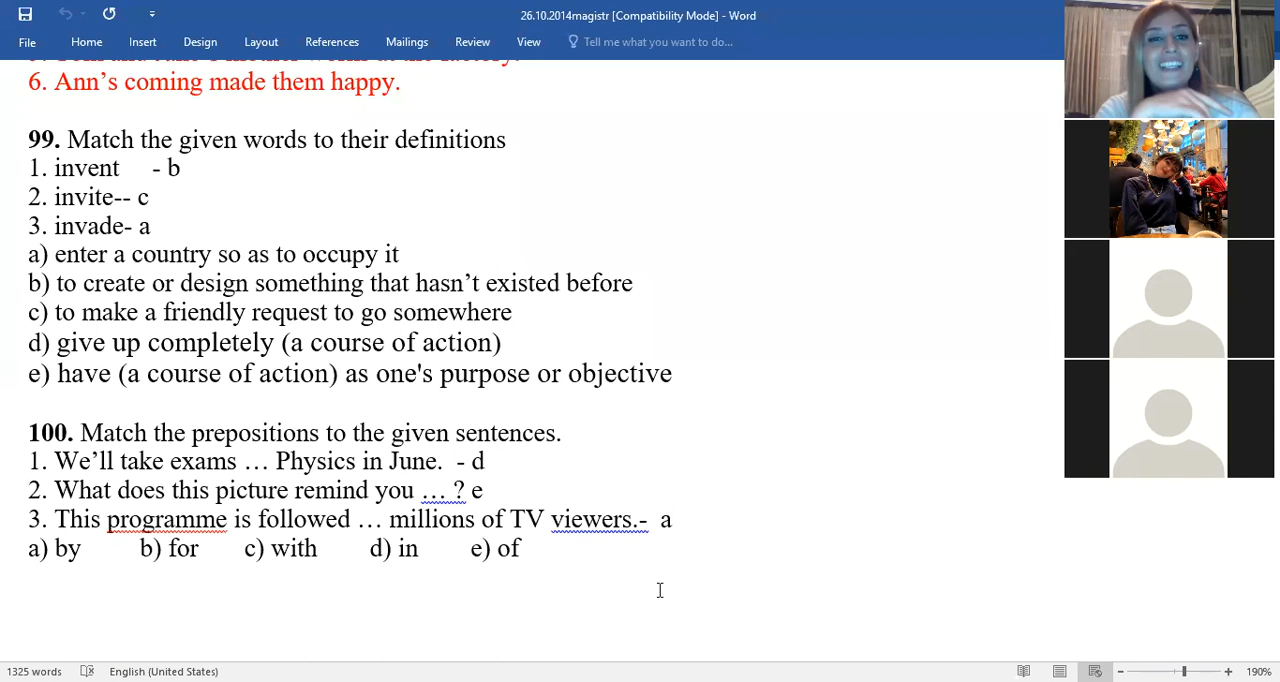 26.10.2014magistr [Compatibility Mode] - Word
File Home Insert Design Layout References Mailings Review View Tell me what you want to do...
6. Ann’s coming made them happy.
99. Match the given words to their definitions
1. invent - b
2. invite-- c
3. invade- a
a) enter a country so as to occupy it
b) to create or design something that hasn’t existed before
c) to make a friendly request to go somewhere
d) give up completely (a course of action)
e) have (a course of action) as one's purpose or objective
100. Match the prepositions to the given sentences.
1. We’ll take exams … Physics in June. - d
2. What does this picture remind you … ? e
3. This programme is followed … millions of TV viewers.- a
a) by b) for c) with d) in e) of
1325 words English (United States) 190%